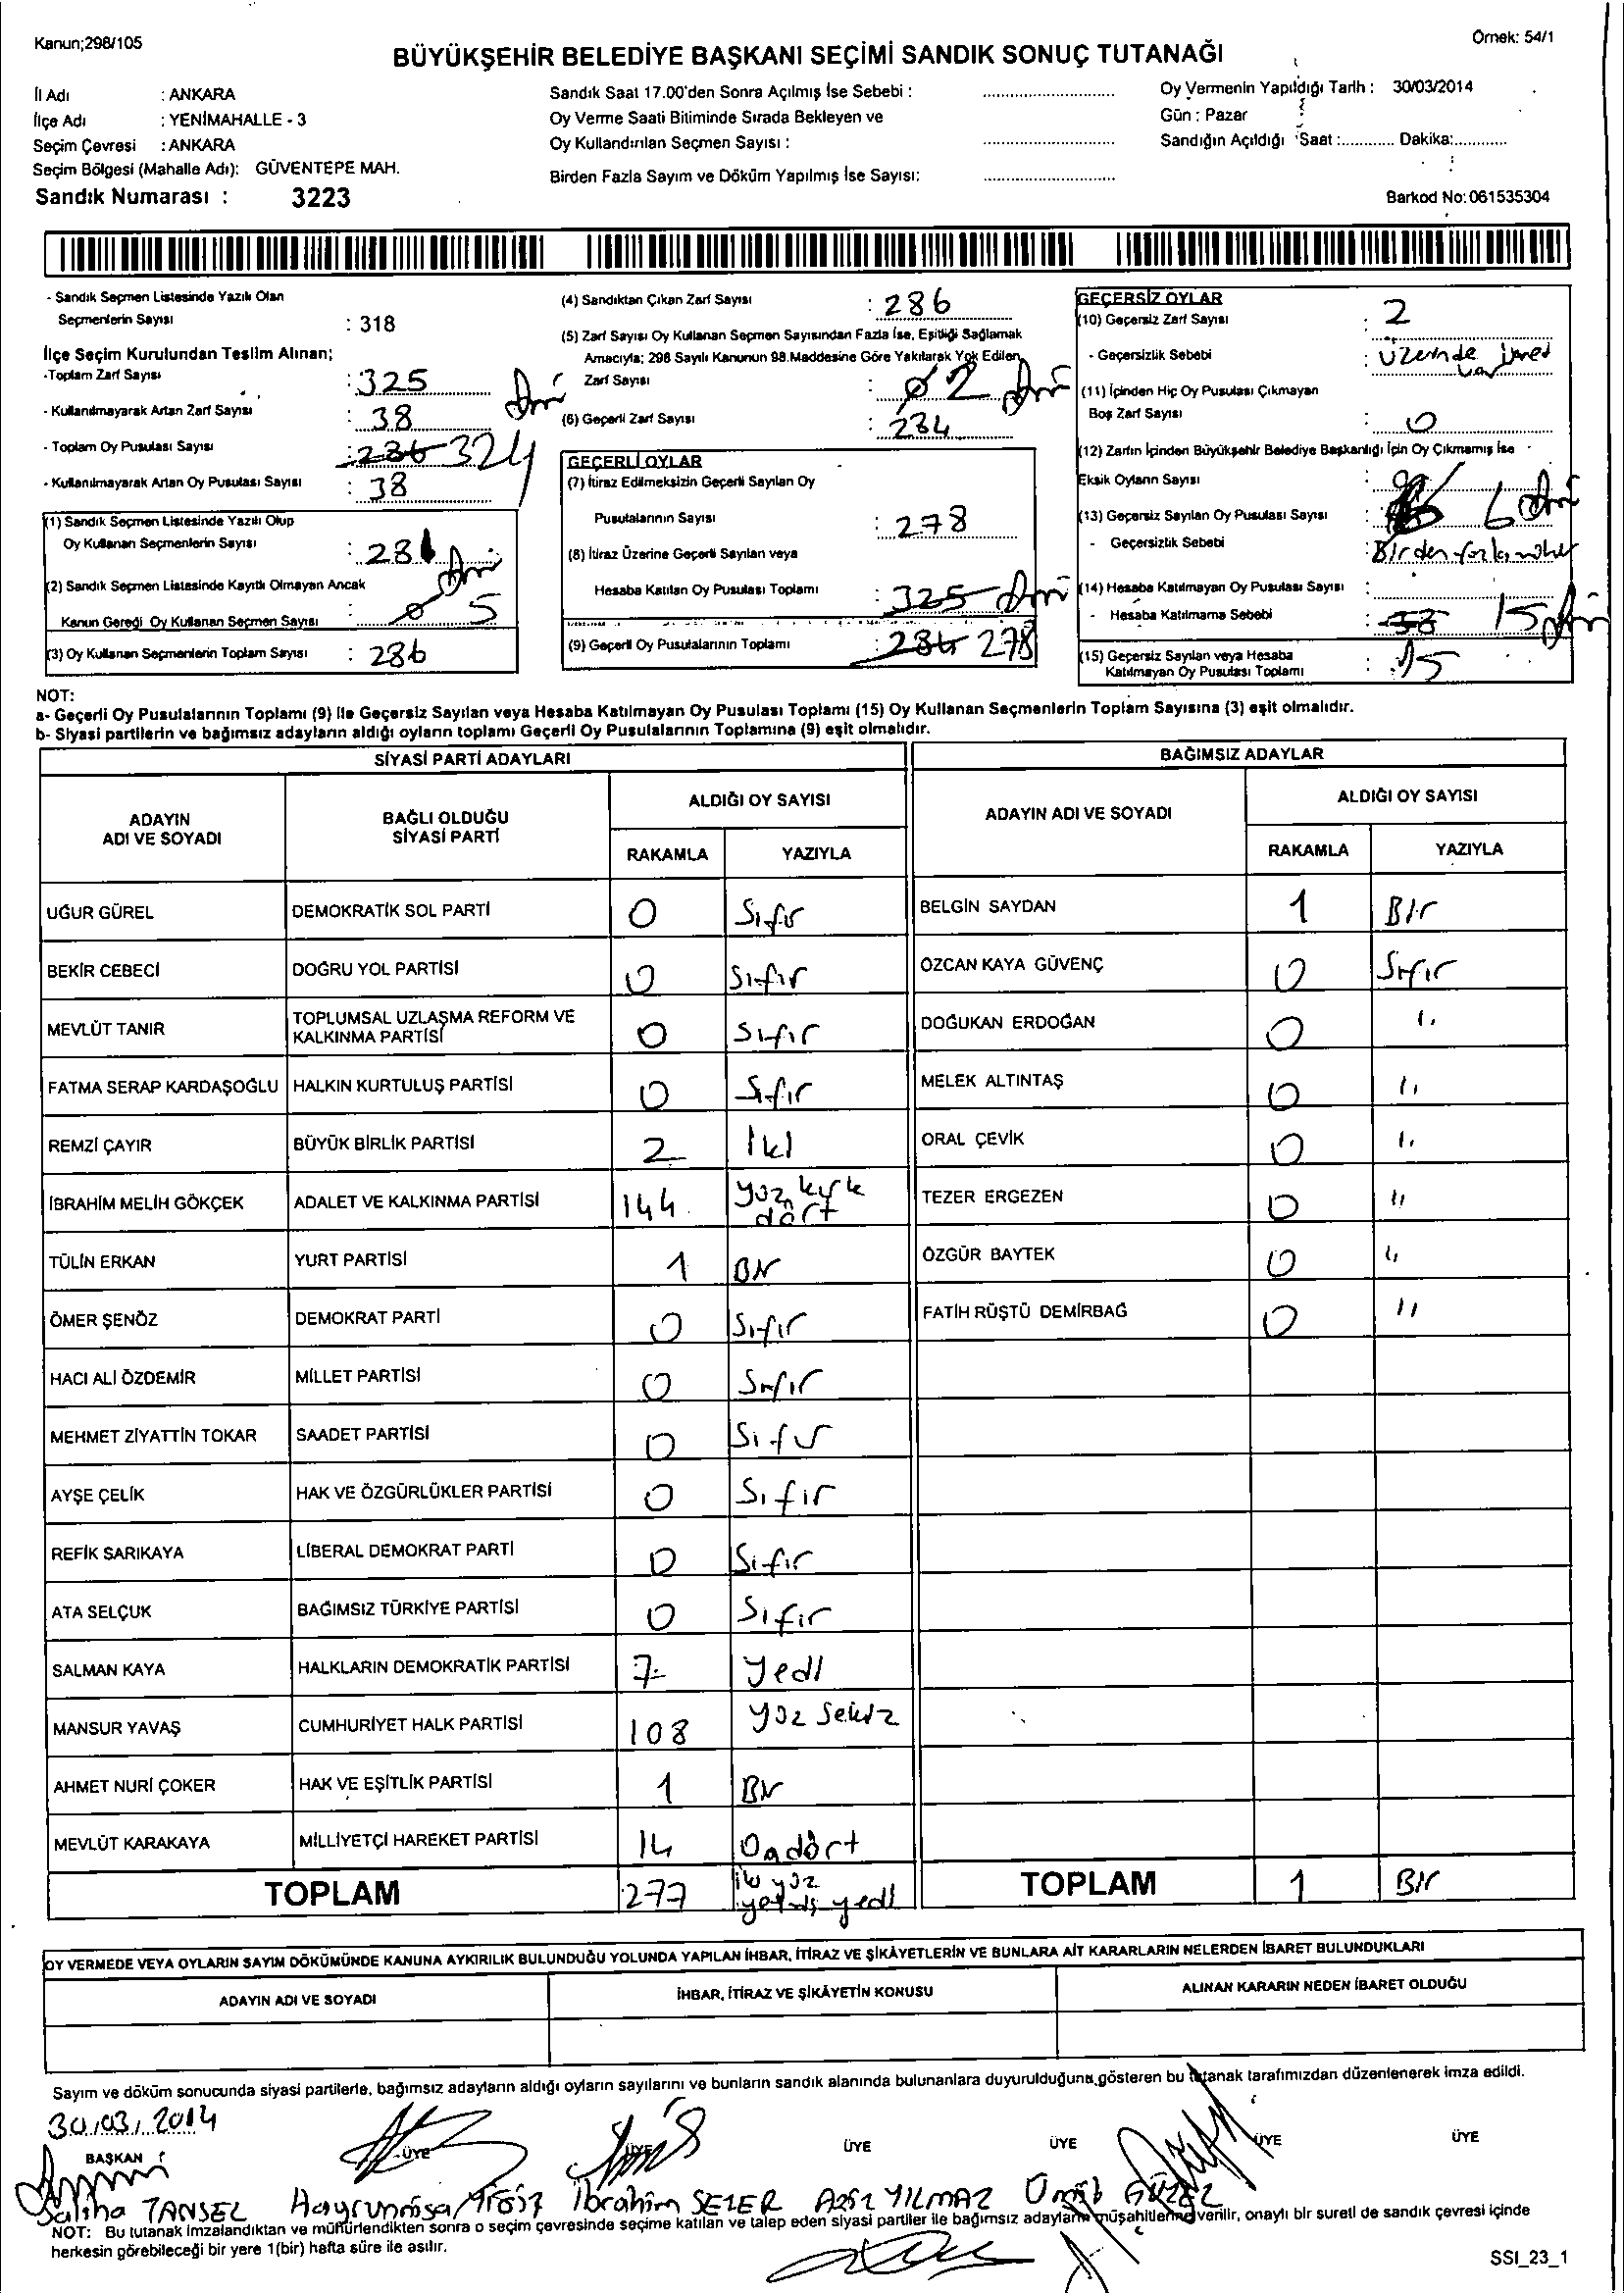 Kanun;298/105
Örnek: 54/1
BÜYÜKŞEHİR BELEDİYE BAŞKANI SEÇİMİ SANDIK SONUÇ TUTANAĞI
İl Adı : ANKARA
İlçe Adı : YENİMAHALLE - 3
Seçim Çevresi : ANKARA
Seçim Bölgesi (Mahalle Adı): GÜVENTEPE MAH.
Sandık Numarası : 3223
Sandık Saat 17.00'den Sonra Açılmış İse Sebebi :
Oy Verme Saati Bitiminde Sırada Bekleyen ve
Oy Kullandırılan Seçmen Sayısı :
Birden Fazla Sayım ve Döküm Yapılmış İse Sayısı:
Oy Vermenin Yapıldığı Tarih : 30/03/2014
Gün : Pazar
Sandığın Açıldığı Saat :............ Dakika:............
Barkod No:061535304
- Sandık Seçmen Listesinde Yazılı Olan
Seçmenlerin Sayısı : 318
İlçe Seçim Kurulundan Teslim Alınan;
-Toplam Zarf Sayısı : 325
- Kullanılmayarak Artan Zarf Sayısı : 38
- Toplam Oy Pusulası Sayısı : 286 324
- Kullanılmayarak Artan Oy Pusulası Sayısı : 38
(1) Sandık Seçmen Listesinde Yazılı Olup
Oy Kullanan Seçmenlerin Sayısı : 281
(2) Sandık Seçmen Listesinde Kayıtlı Olmayan Ancak
Kanun Gereği Oy Kullanan Seçmen Sayısı : 0 5
(3) Oy Kullanan Seçmenlerin Toplam Sayısı : 286
(4) Sandıktan Çıkan Zarf Sayısı : 286
(5) Zarf Sayısı Oy Kullanan Seçmen Sayısından Fazla İse, Eşitliği Sağlamak
Amacıyla; 298 Sayılı Kanunun 98.Maddesine Göre Yakılarak Yok Edilen
Zarf Sayısı : 0 2
(6) Geçerli Zarf Sayısı : 284
GEÇERLİ OYLAR
(7) İtiraz Edilmeksizin Geçerli Sayılan Oy
Pusulalarının Sayısı : 278
(8) İtiraz Üzerine Geçerli Sayılan veya
Hesaba Katılan Oy Pusulası Toplamı : 325
(9) Geçerli Oy Pusulalarının Toplamı : 284 278
GEÇERSİZ OYLAR
(10) Geçersiz Zarf Sayısı : 2
- Geçersizlik Sebebi : üzerinde işaret
var
(11) İçinden Hiç Oy Pusulası Çıkmayan
Boş Zarf Sayısı : 0
(12) Zarfın İçinden Büyükşehir Belediye Başkanlığı İçin Oy Çıkmamış İse
Eksik Oyların Sayısı :
(13) Geçersiz Sayılan Oy Pusulası Sayısı : 6
- Geçersizlik Sebebi : Birden fazla mühür
(14) Hesaba Katılmayan Oy Pusulası Sayısı :
- Hesaba Katılmama Sebebi : 38 15
(15) Geçersiz Sayılan veya Hesaba
Katılmayan Oy Pusulası Toplamı : 15
NOT:
a- Geçerli Oy Pusulalarının Toplamı (9) ile Geçersiz Sayılan veya Hesaba Katılmayan Oy Pusulası Toplamı (15) Oy Kullanan Seçmenlerin Toplam Sayısına (3) eşit olmalıdır.
b- Siyasi partilerin ve bağımsız adayların aldığı oyların toplamı Geçerli Oy Pusulalarının Toplamına (9) eşit olmalıdır.
SİYASİ PARTİ ADAYLARI
BAĞIMSIZ ADAYLAR
ADAYIN ADI VE SOYADI
BAĞLI OLDUĞU SİYASİ PARTİ
ALDIĞI OY SAYISI
RAKAMLA YAZIYLA
ADAYIN ADI VE SOYADI
ALDIĞI OY SAYISI
RAKAMLA YAZIYLA
UĞUR GÜREL DEMOKRATİK SOL PARTİ 0 Sıfır BELGİN SAYDAN 1 Bir
BEKİR CEBECİ DOĞRU YOL PARTİSİ 0 Sıfır ÖZCAN KAYA GÜVENÇ 0 Sıfır
MEVLÜT TANIR TOPLUMSAL UZLAŞMA REFORM VE KALKINMA PARTİSİ 0 Sıfır DOĞUKAN ERDOĞAN 0 "
FATMA SERAP KARDAŞOĞLU HALKIN KURTULUŞ PARTİSİ 0 Sıfır MELEK ALTINTAŞ 0 "
REMZİ ÇAYIR BÜYÜK BİRLİK PARTİSİ 2 İki ORAL ÇEVİK 0 "
İBRAHİM MELİH GÖKÇEK ADALET VE KALKINMA PARTİSİ 144 yüz kırk dört TEZER ERGEZEN 0 "
TÜLİN ERKAN YURT PARTİSİ 1 Bir ÖZGÜR BAYTEK 0 "
ÖMER ŞENÖZ DEMOKRAT PARTİ 0 Sıfır FATİH RÜŞTÜ DEMİRBAĞ 0 "
HACI ALİ ÖZDEMİR MİLLET PARTİSİ 0 Sıfır
MEHMET ZİYATTİN TOKAR SAADET PARTİSİ 0 Sıfır
AYŞE ÇELİK HAK VE ÖZGÜRLÜKLER PARTİSİ 0 Sıfır
REFİK SARIKAYA LİBERAL DEMOKRAT PARTİ 0 Sıfır
ATA SELÇUK BAĞIMSIZ TÜRKİYE PARTİSİ 0 Sıfır
SALMAN KAYA HALKLARIN DEMOKRATİK PARTİSİ 7 Yedi
MANSUR YAVAŞ CUMHURİYET HALK PARTİSİ 108 yüz sekiz
AHMET NURİ ÇOKER HAK VE EŞİTLİK PARTİSİ 1 Bir
MEVLÜT KARAKAYA MİLLİYETÇİ HAREKET PARTİSİ 14 Ondört
TOPLAM 277 iki yüz yetmiş yedi TOPLAM 1 Bir
OY VERMEDE VEYA OYLARIN SAYIM DÖKÜMÜNDE KANUNA AYKIRILIK BULUNDUĞU YOLUNDA YAPILAN İHBAR, İTİRAZ VE ŞİKÂYETLERİN VE BUNLARA AİT KARARLARIN NELERDEN İBARET BULUNDUKLARI
ADAYIN ADI VE SOYADI İHBAR, İTİRAZ VE ŞİKÂYETİN KONUSU ALINAN KARARIN NEDEN İBARET OLDUĞU
Sayım ve döküm sonucunda siyasi partilerle, bağımsız adayların aldığı oyların sayılarını ve bunların sandık alanında bulunanlara duyurulduğunu gösteren bu tutanak tarafımızdan düzenlenerek imza edildi.
30/03/2014
BAŞKAN ÜYE ÜYE ÜYE ÜYE ÜYE ÜYE
Saliha TANSEL Hayrunnisa İbrahim SEZER Aziz YILMAZ Ümit GÜZEL
NOT: Bu tutanak imzalandıktan ve mühürlendikten sonra o seçim çevresinde seçime katılan ve talep eden siyasi partiler ile bağımsız adayların müşahitlerine verilir, onaylı bir sureti de sandık çevresi içinde
herkesin görebileceği bir yere 1(bir) hafta süre ile asılır.
SSI_23_1